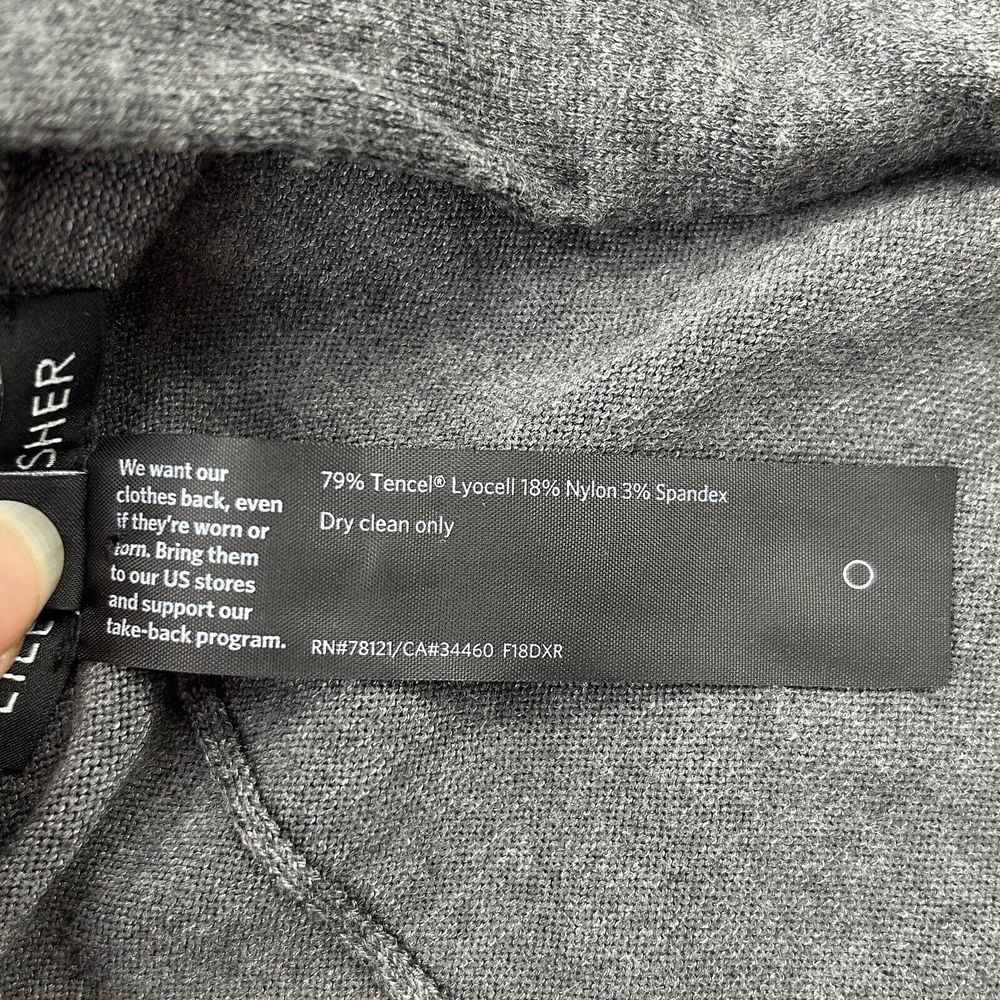 SHER
We want our
clothes back, even
if they're worn or
torn. Bring them
to our US stores
and support our
take-back program.
79% Tencel® Lyocell 18% Nylon 3% Spandex
Dry clean only
RN#78121/CA#34460 F18DXR